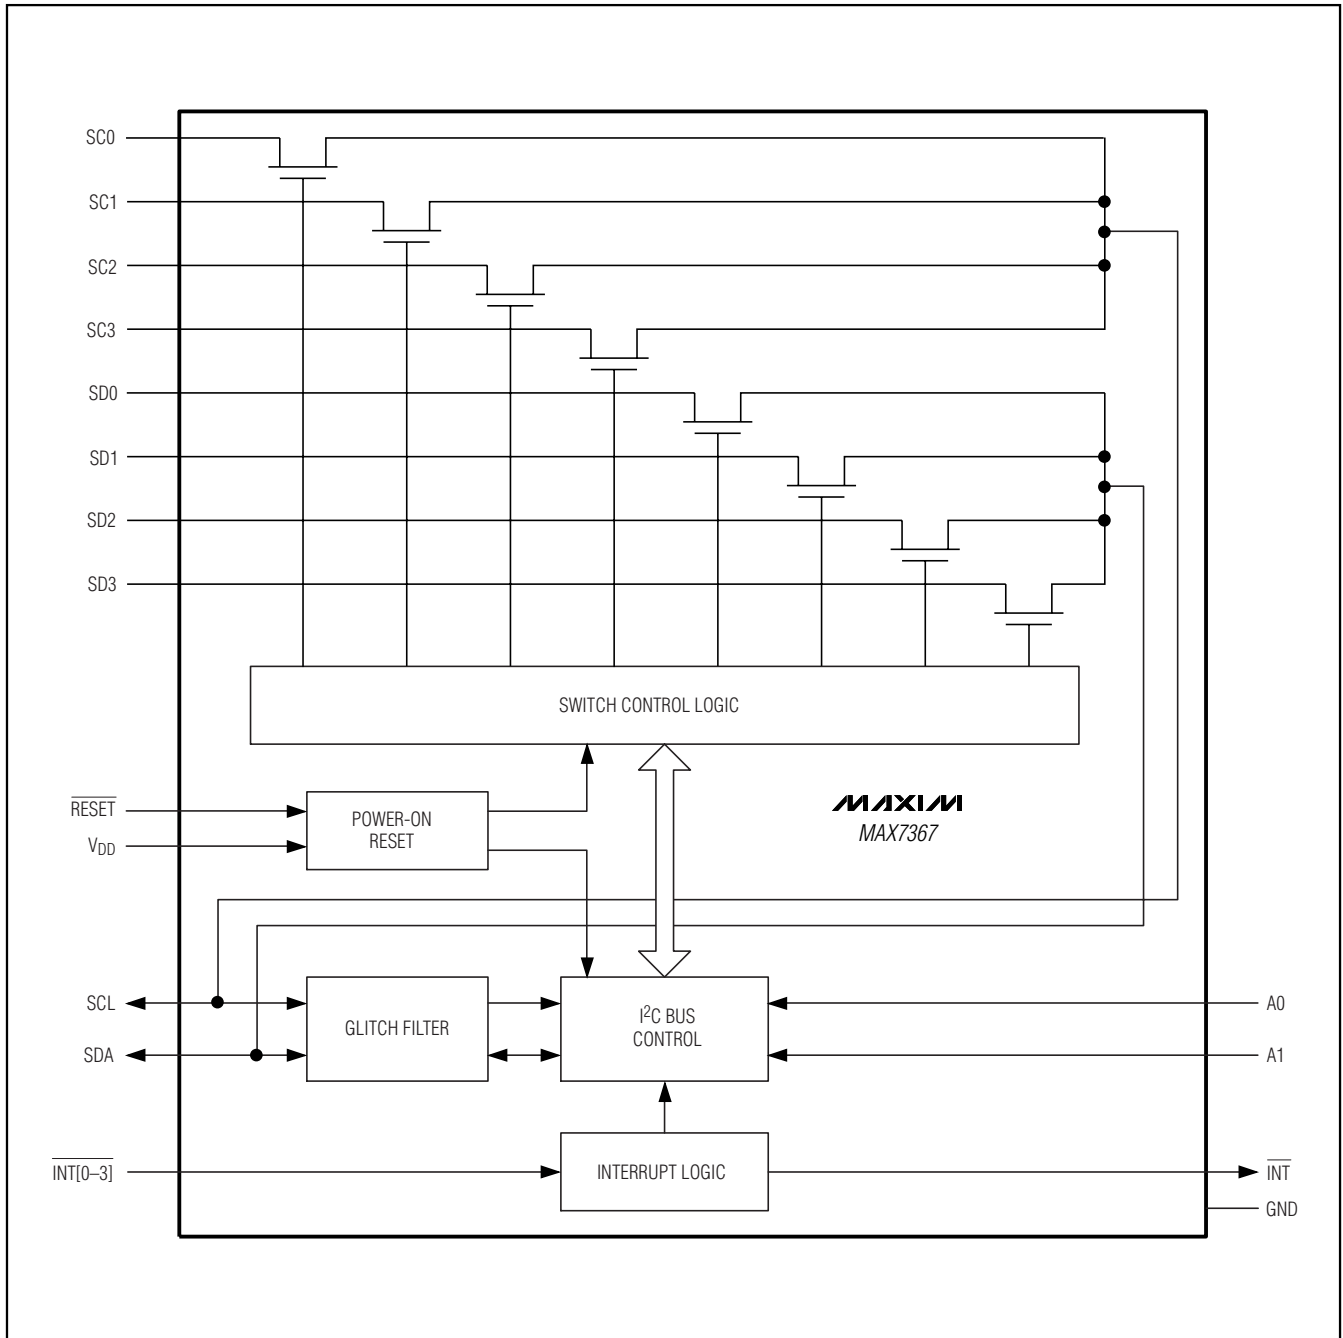 SC0
SC1
SC2
SC3
SD0
SD1
SD2
SD3
SWITCH CONTROL LOGIC
RESET
VDD
POWER-ON
RESET
MAXIM
MAX7367
SCL
SDA
GLITCH FILTER
I²C BUS
CONTROL
A0
A1
INT[0–3]
INTERRUPT LOGIC
INT
GND